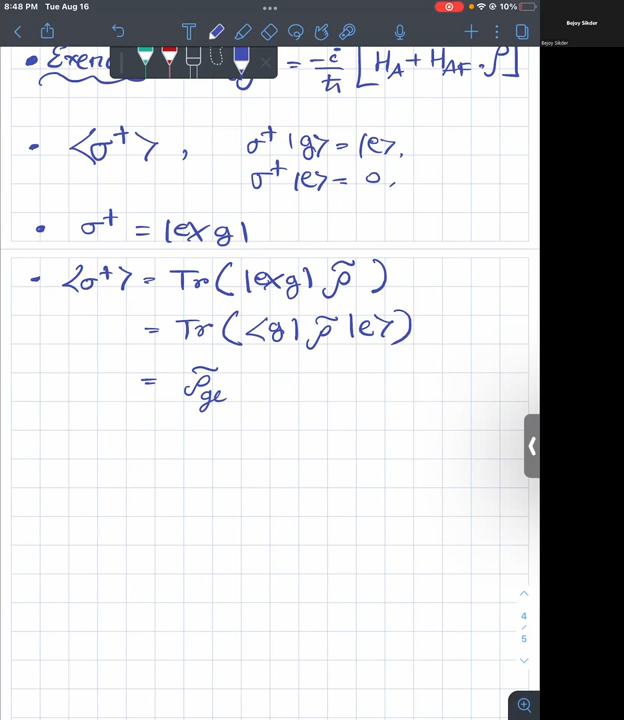 8:48 PM Tue Aug 16
10%
Bejoy Sikder
Bejoy Sikder
• = -i/ħ [H_A + H_AF, ρ]
• <σ⁺> , σ⁺ |g> = |e>,
σ⁺ |e> = 0,
• σ⁺ = |e><g|
• <σ⁺> = Tr( |e><g| ρ̃ )
= Tr( <g| ρ̃ |e> )
= ρ̃_ge
4
/
5